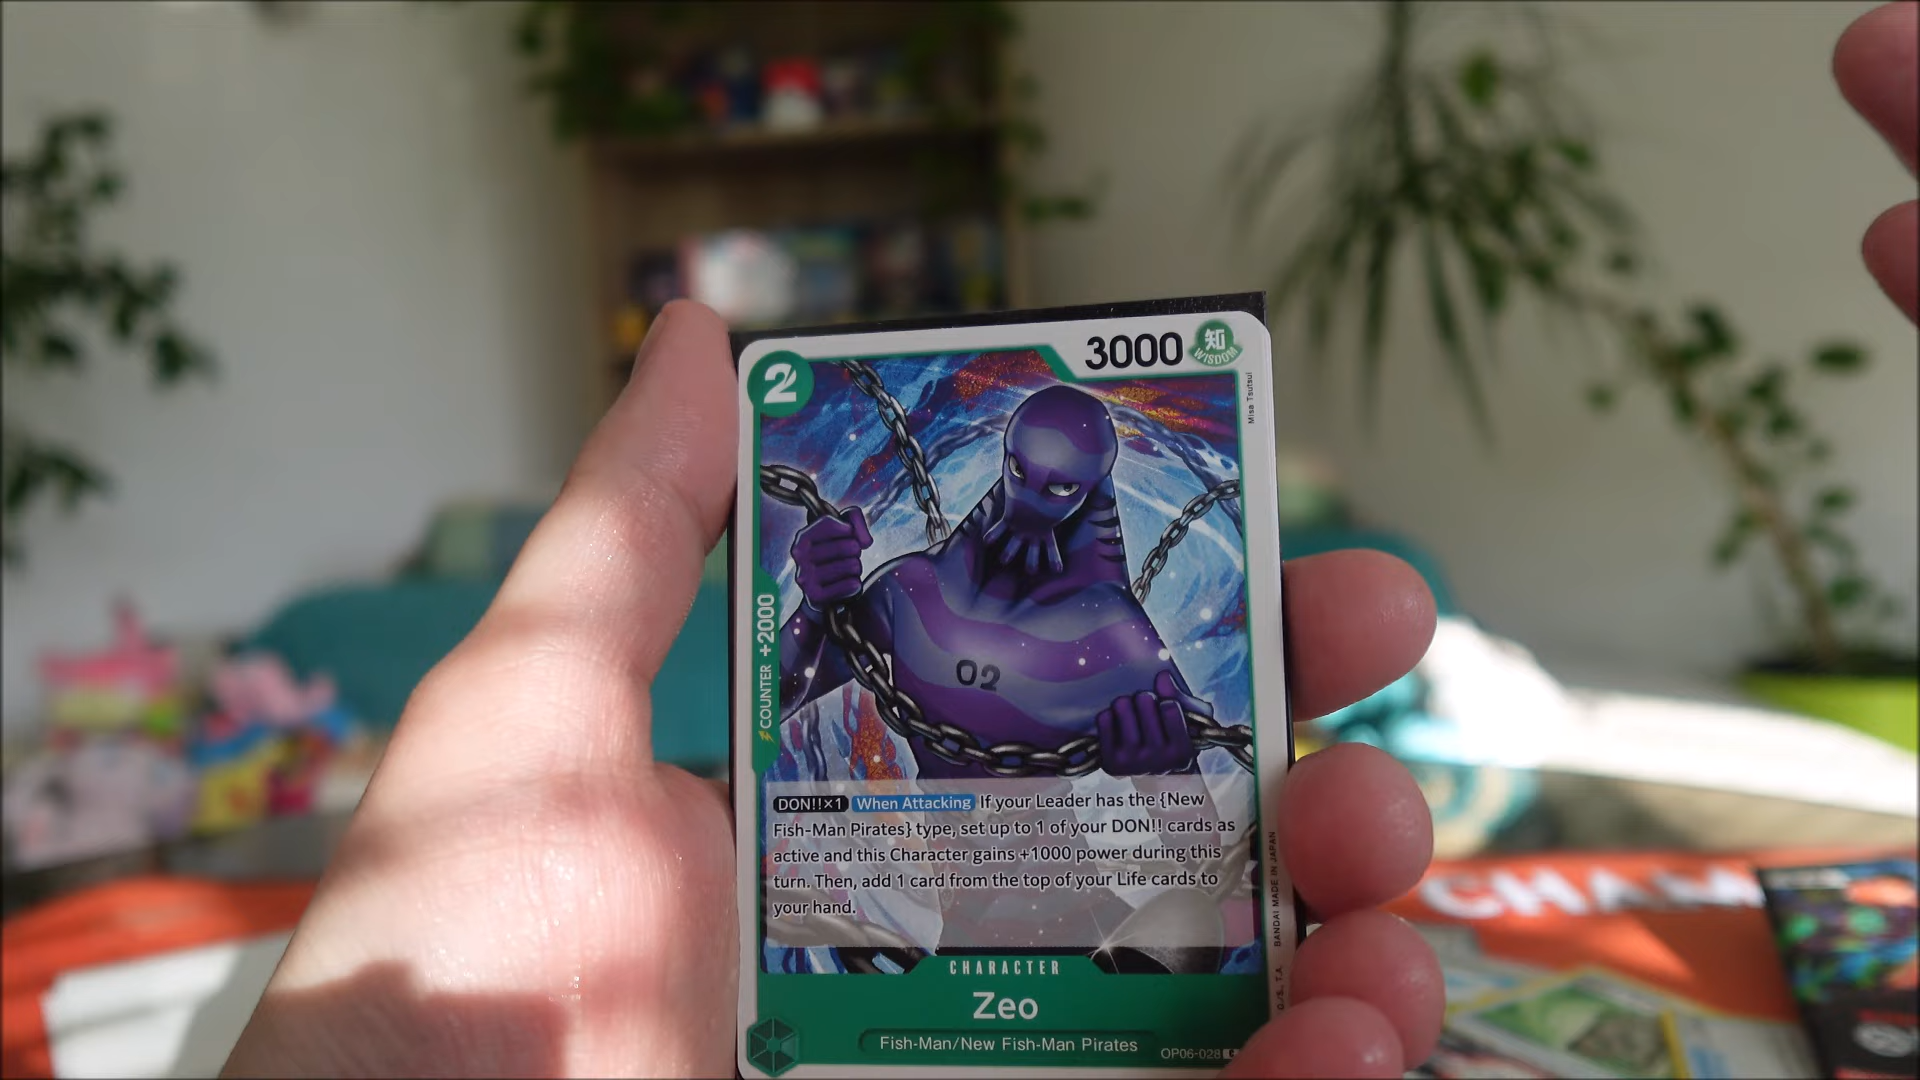 2
3000
知
WISDOM
Misa Tsutsui
COUNTER +2000
02
DON!!×1 When Attacking If your Leader has the {New
Fish-Man Pirates} type, set up to 1 of your DON!! cards as
active and this Character gains +1000 power during this
turn. Then, add 1 card from the top of your Life cards to
your hand.
BANDAI MADE IN JAPAN
CHARACTER
Zeo
Fish-Man/New Fish-Man Pirates
OP06-028 C
CHAM